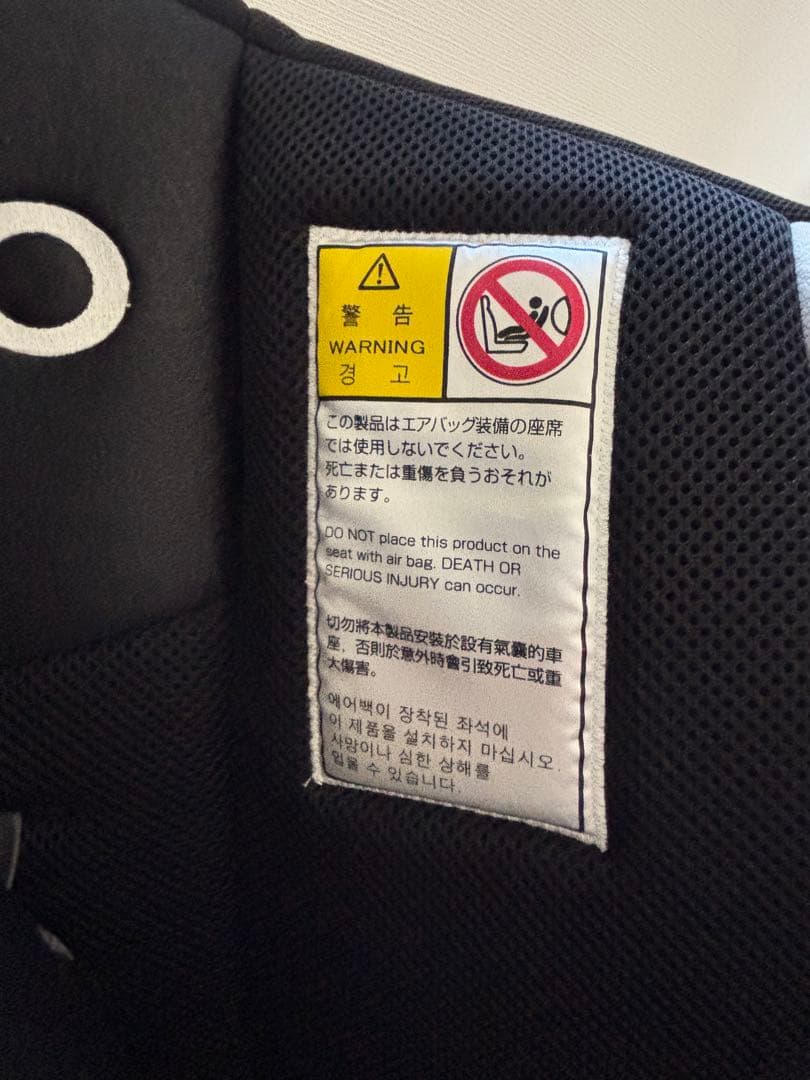 警告
WARNING
경고
この製品はエアバッグ装備の座席
では使用しないでください。
死亡または重傷を負うおそれが
あります。
DO NOT place this product on the
seat with air bag. DEATH OR
SERIOUS INJURY can occur.
切勿將本製品安裝於設有氣囊的車
座，否則於意外時會引致死亡或重
大傷害。
에어백이 장착된 좌석에
이 제품을 설치하지 마십시오.
사망이나 심한 상해를
입을 수 있습니다.